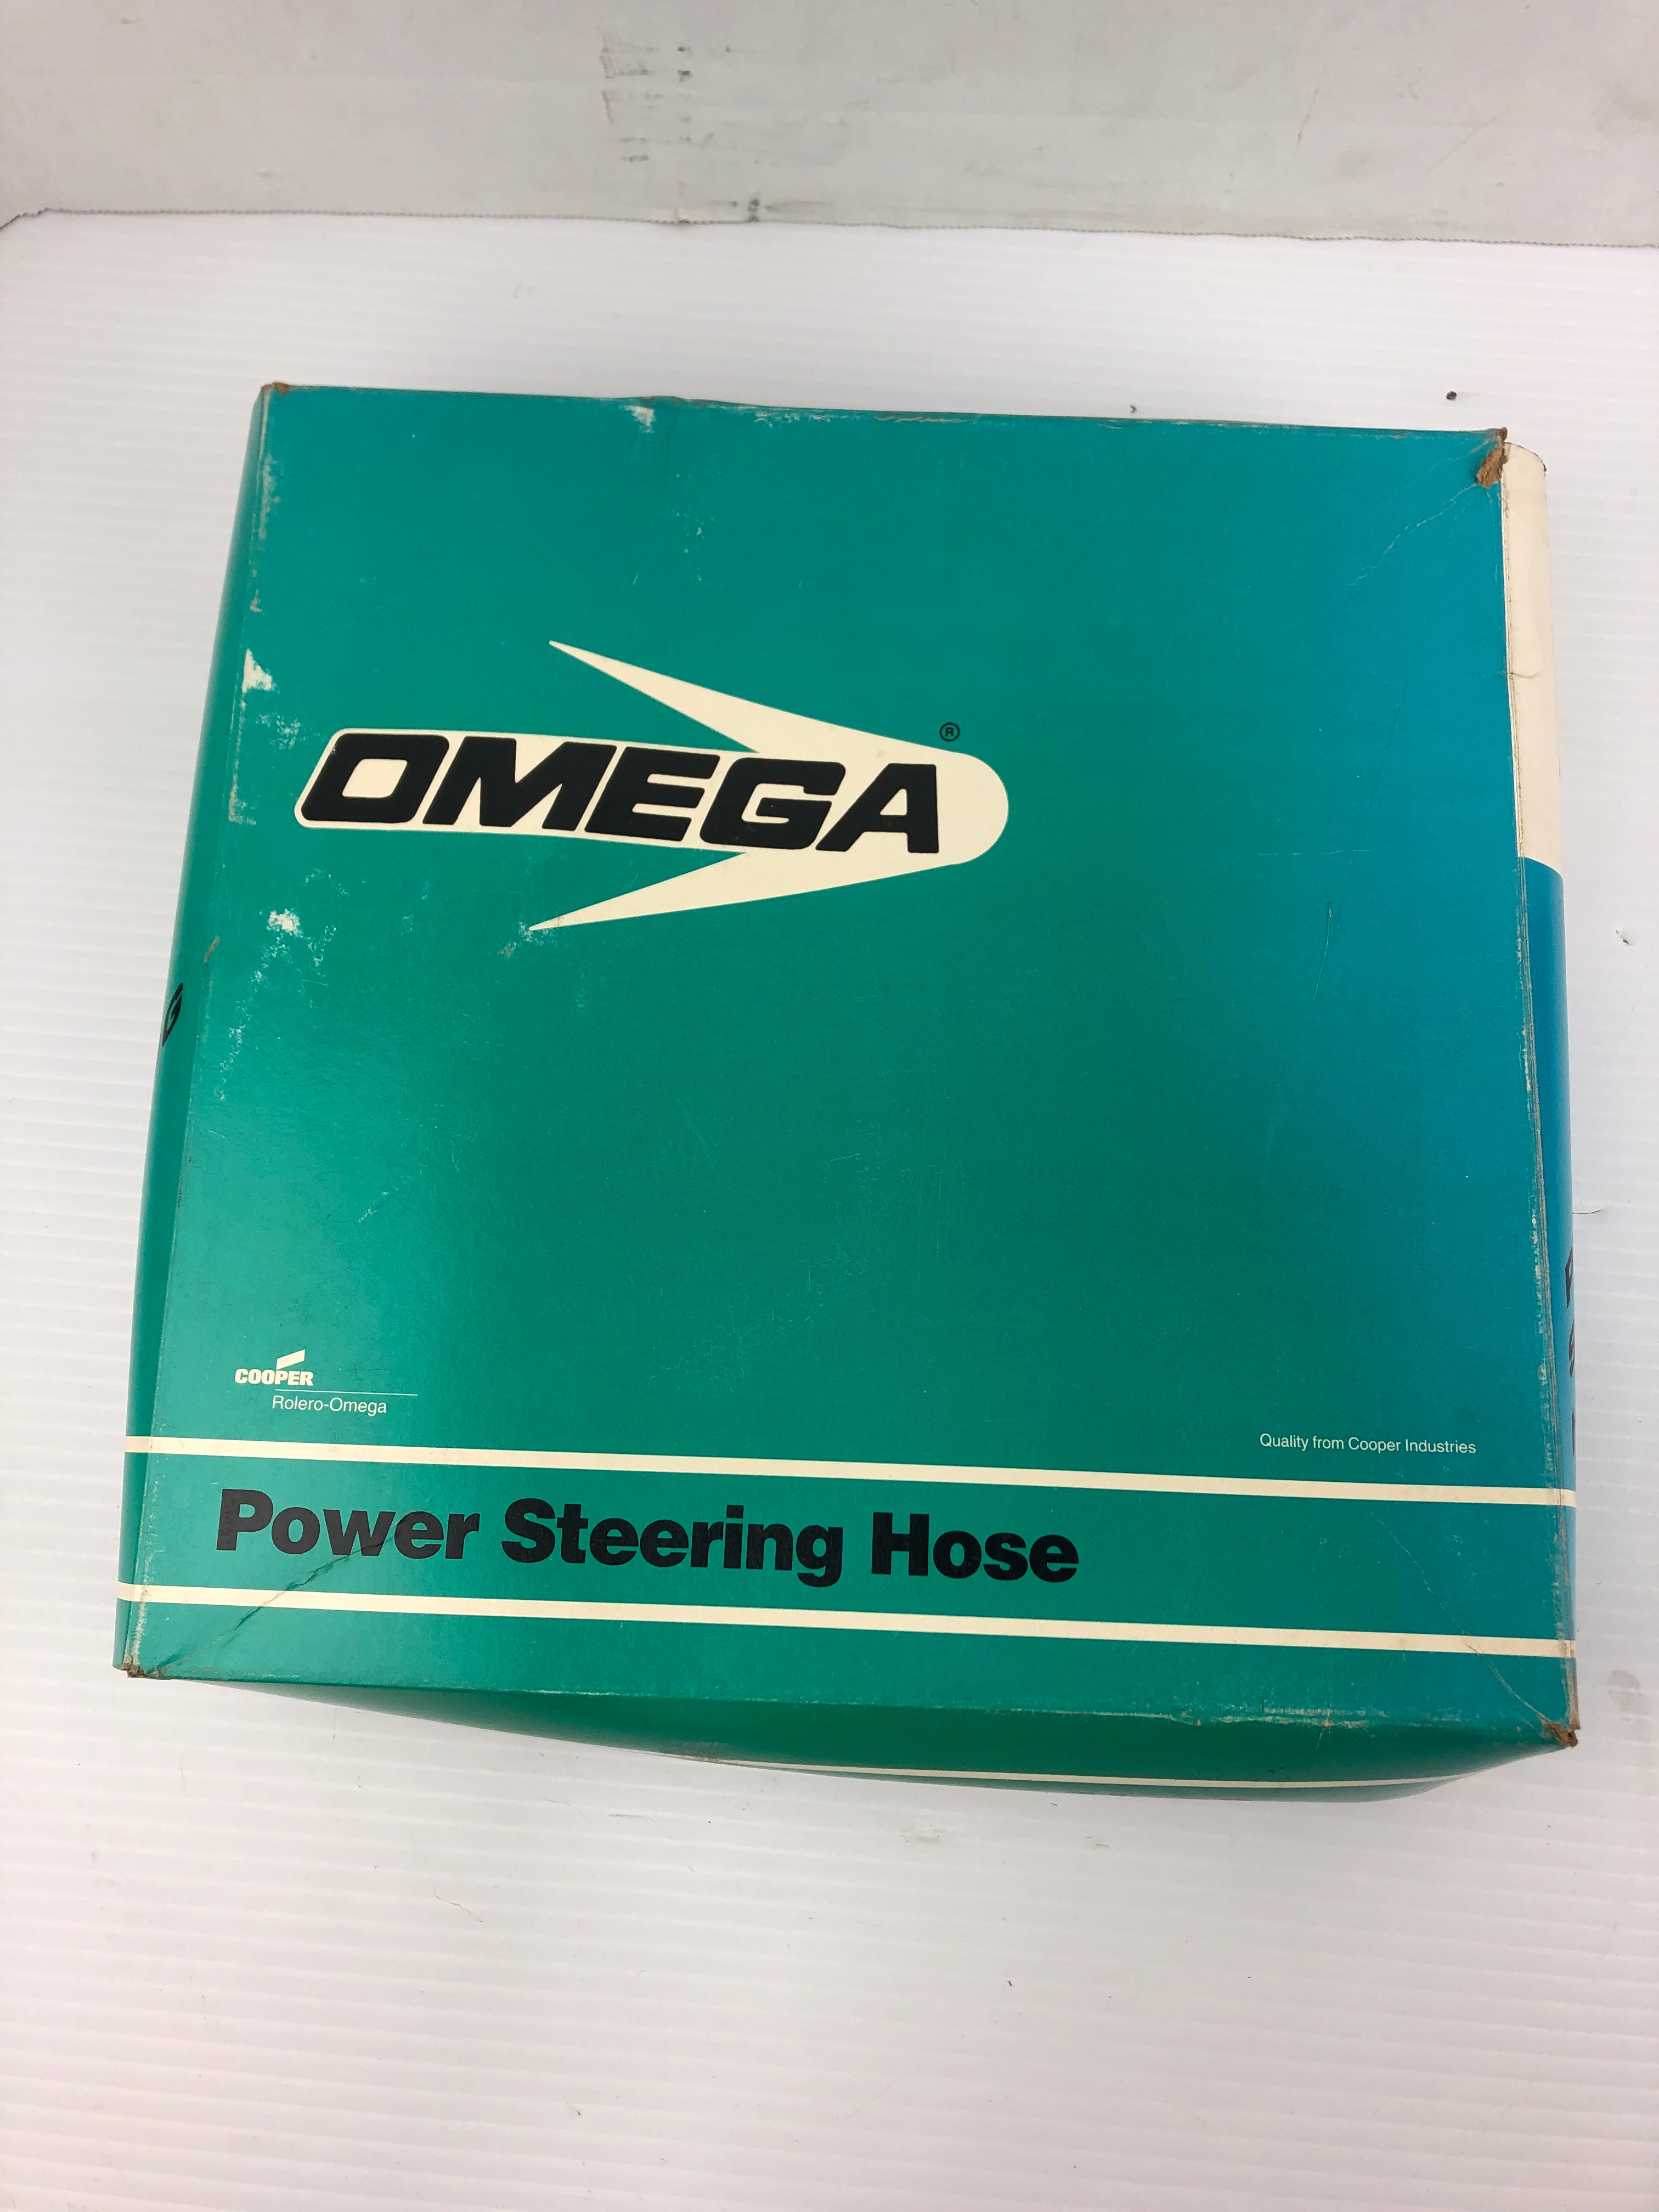 OMEGA ®
COOPER
Rolero-Omega
Quality from Cooper Industries
Power Steering Hose